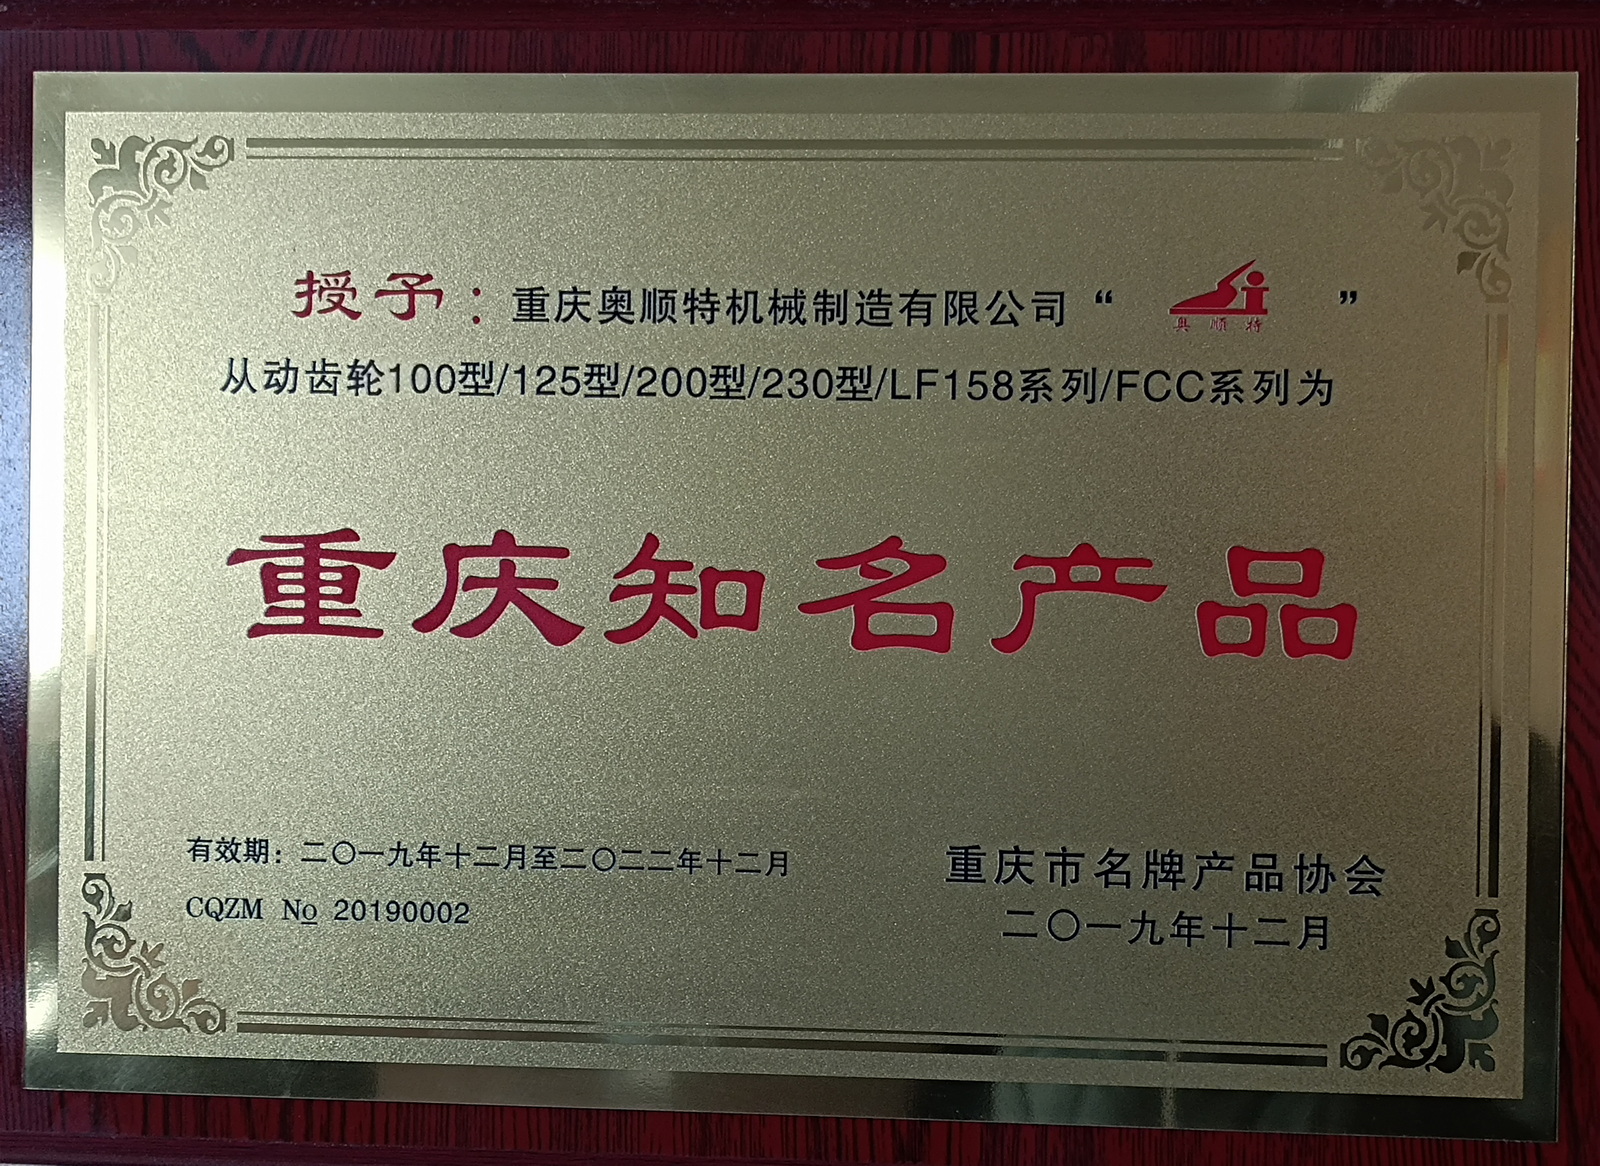 授予：重庆奥顺特机械制造有限公司“ ”
奥顺特
从动齿轮100型/125型/200型/230型/LF158系列/FCC系列为
重庆知名产品
有效期：二〇一九年十二月至二〇二二年十二月
CQZM No 20190002
重庆市名牌产品协会
二〇一九年十二月